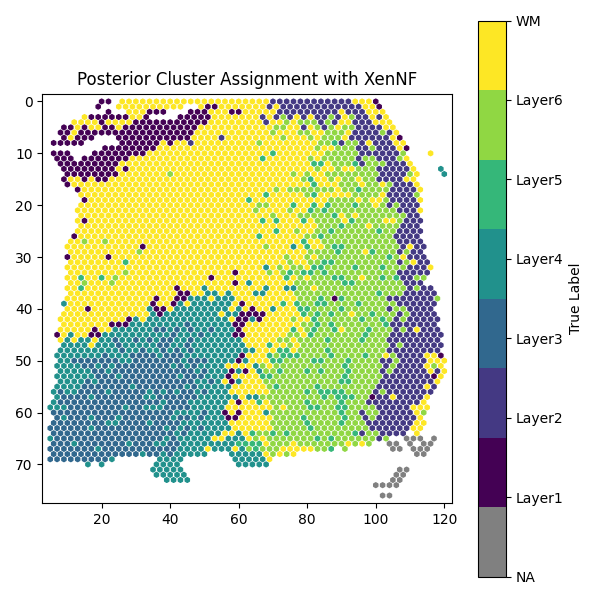 Posterior Cluster Assignment with XenNF
0
10
20
30
40
50
60
70
20
40
60
80
100
120
WM
Layer6
Layer5
Layer4
Layer3
Layer2
Layer1
NA
True Label